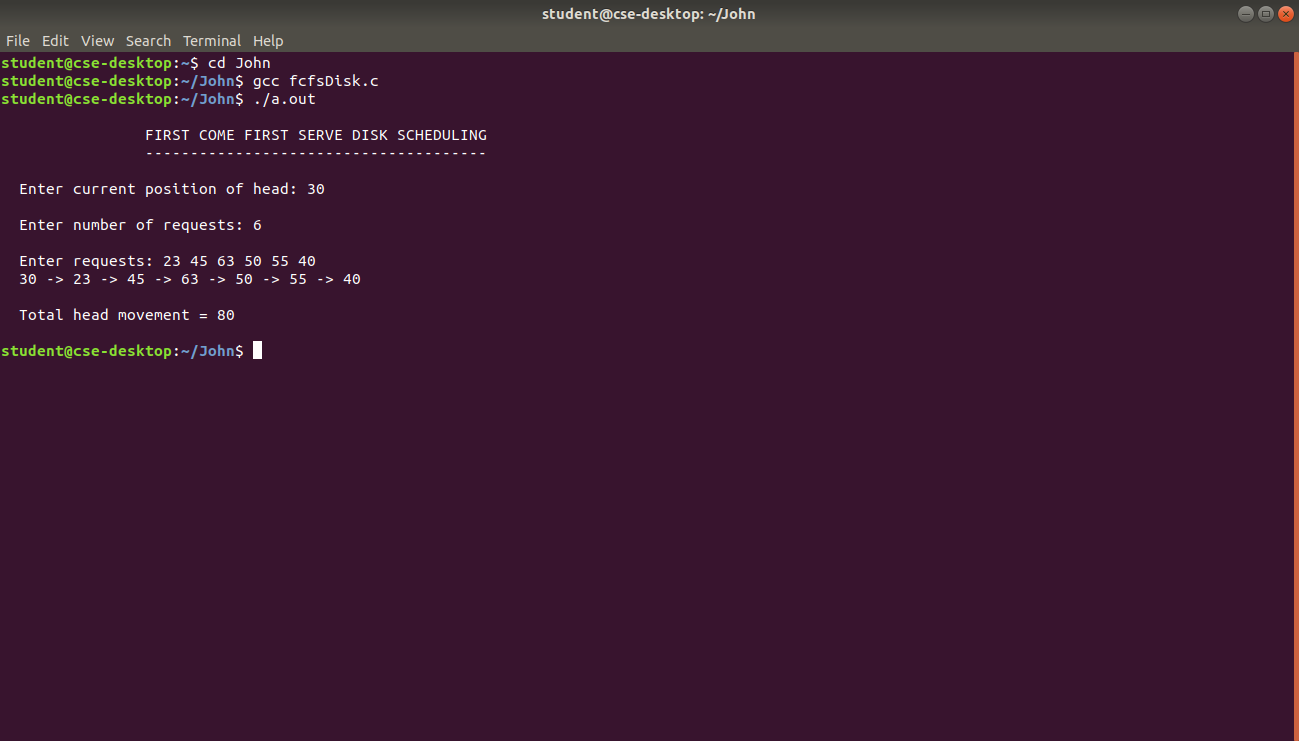 student@cse-desktop: ~/John
File Edit View Search Terminal Help
student@cse-desktop:~$ cd John
student@cse-desktop:~/John$ gcc fcfsDisk.c
student@cse-desktop:~/John$ ./a.out
FIRST COME FIRST SERVE DISK SCHEDULING
--------------------------------------
Enter current position of head: 30
Enter number of requests: 6
Enter requests: 23 45 63 50 55 40
30 -> 23 -> 45 -> 63 -> 50 -> 55 -> 40
Total head movement = 80
student@cse-desktop:~/John$